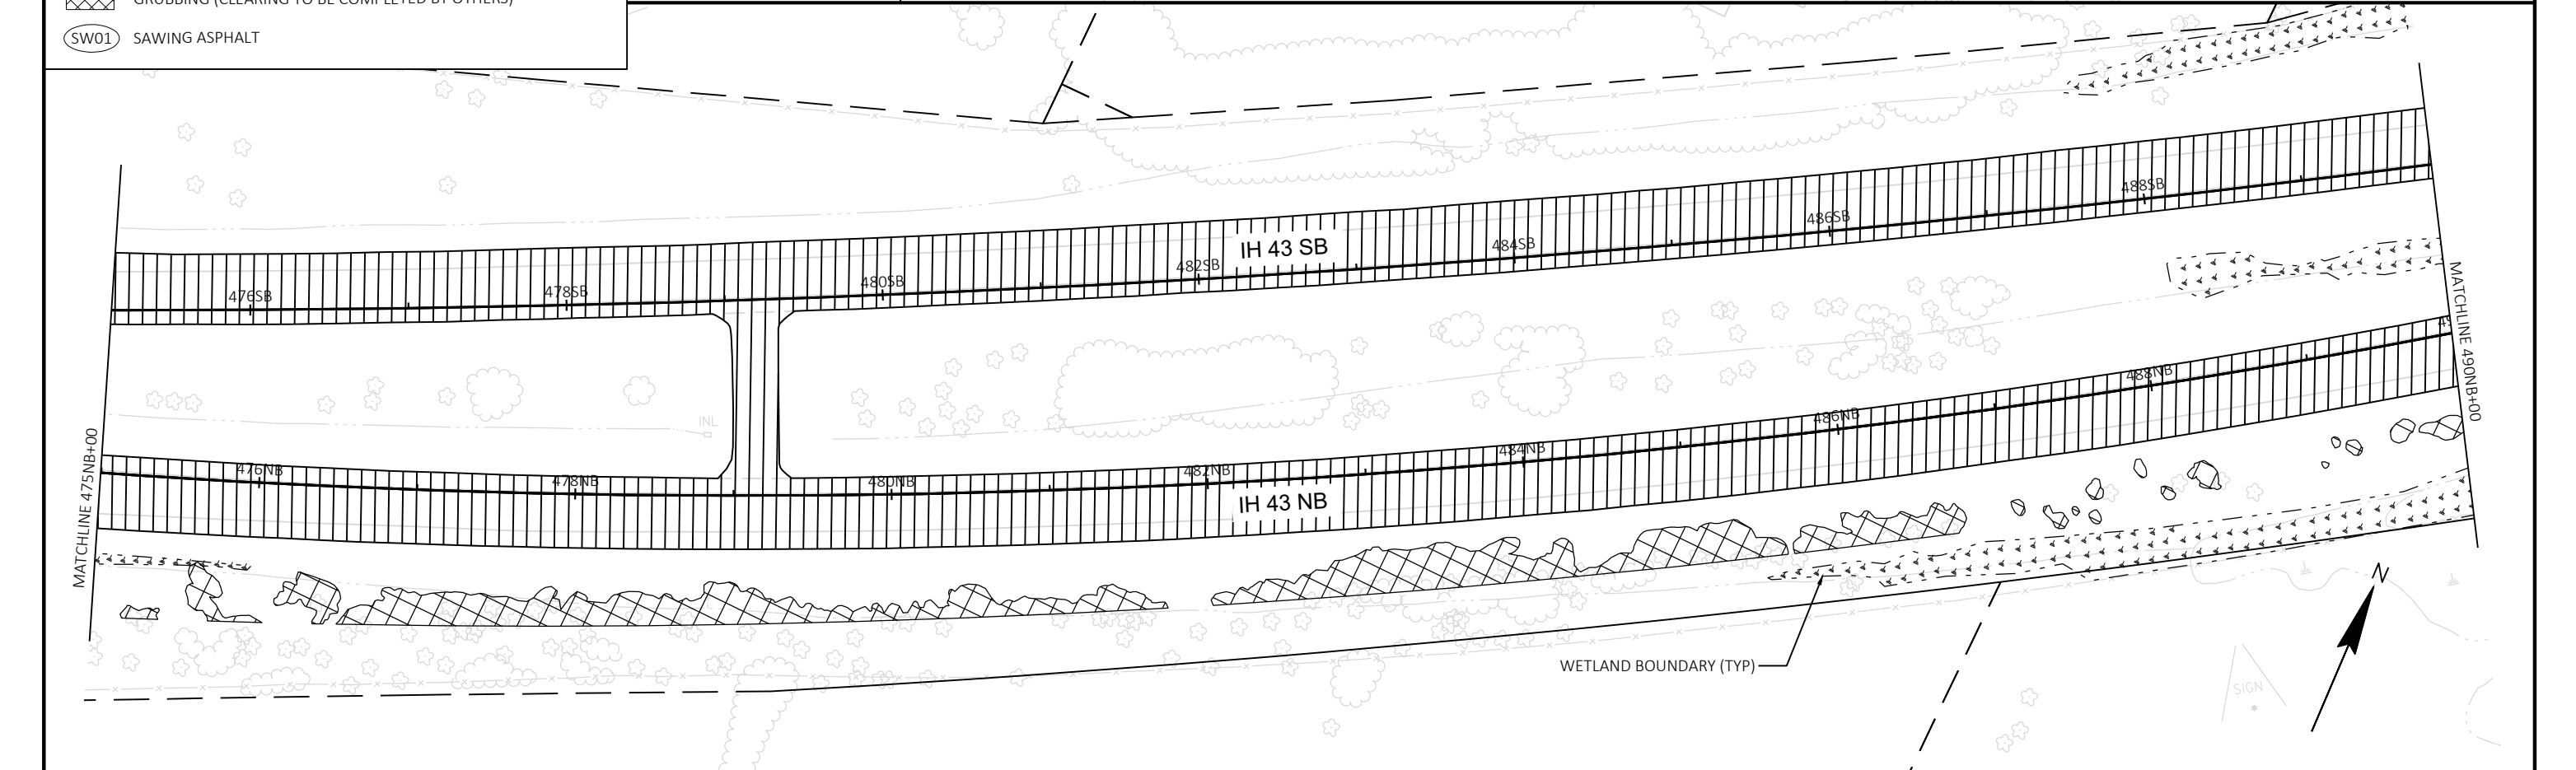 GRUBBING (CLEARING TO BE COMPLETED BY OTHERS)
SW01 SAWING ASPHALT
476SB
478SB
480SB
482SB
IH 43 SB
484SB
486SB
488SB
INL
MATCHLINE 475NB+00
476NB
478NB
480NB
482NB
IH 43 NB
484NB
486NB
488NB
MATCHLINE 490NB+00
WETLAND BOUNDARY (TYP)
SIGN
N